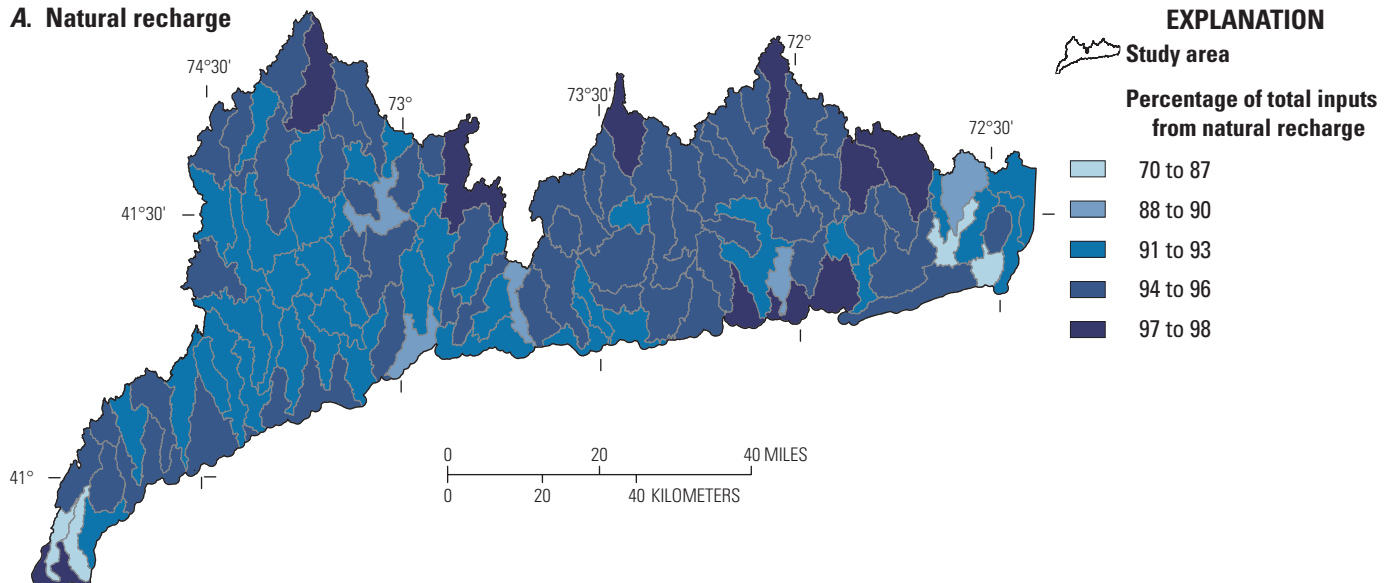 A. Natural recharge
74°30'
73°
73°30'
72°
72°30'
41°30'
41°
0 20 40 MILES
0 20 40 KILOMETERS
EXPLANATION
Study area
Percentage of total inputs
from natural recharge
70 to 87
88 to 90
91 to 93
94 to 96
97 to 98